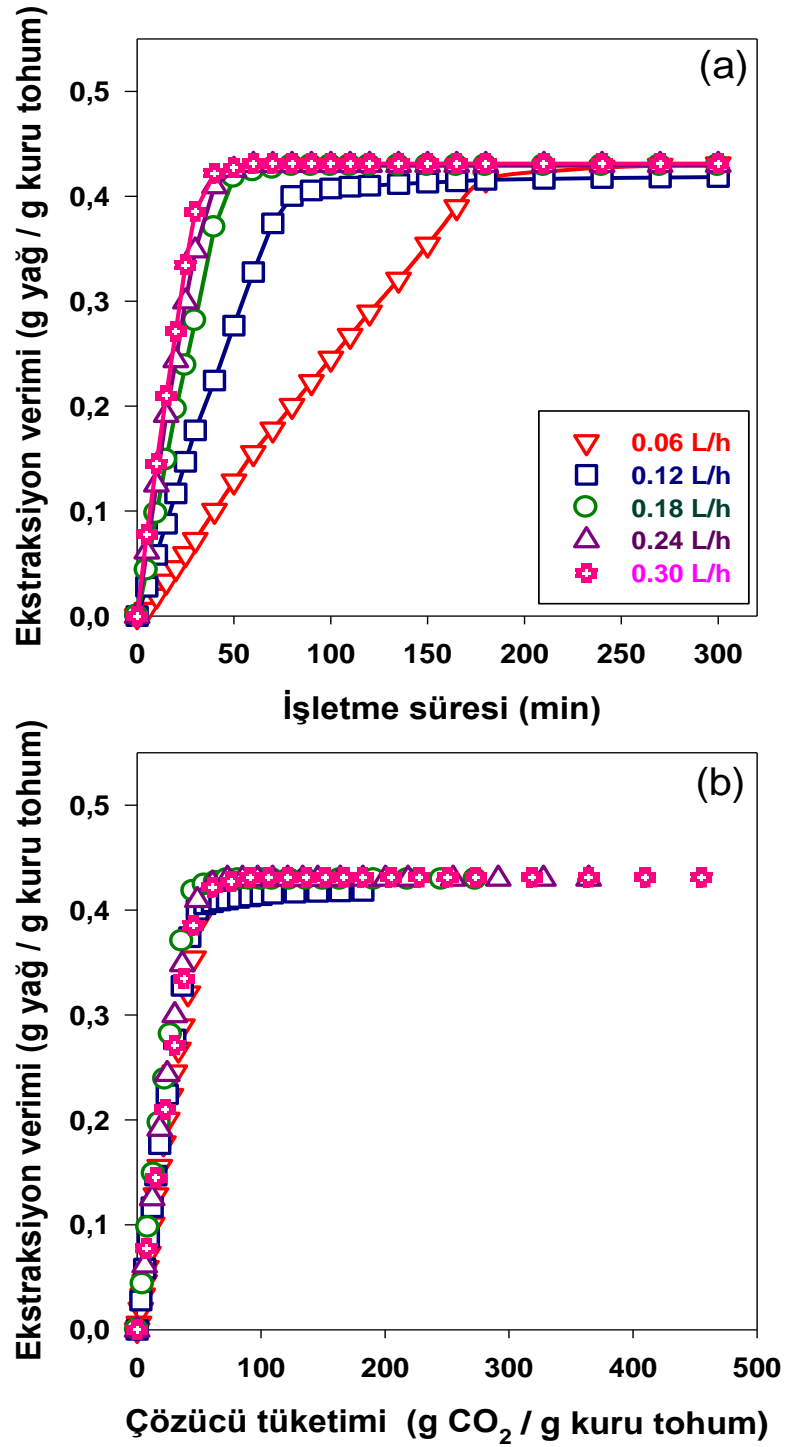 (a)
Ekstraksiyon verimi (g yağ / g kuru tohum)
0,5
0,4
0,3
0,2
0,1
0,0
0.06 L/h
0.12 L/h
0.18 L/h
0.24 L/h
0.30 L/h
0 50 100 150 200 250 300
İşletme süresi (min)
(b)
Ekstraksiyon verimi (g yağ / g kuru tohum)
0,5
0,4
0,3
0,2
0,1
0,0
0 100 200 300 400 500
Çözücü tüketimi (g CO₂ / g kuru tohum)